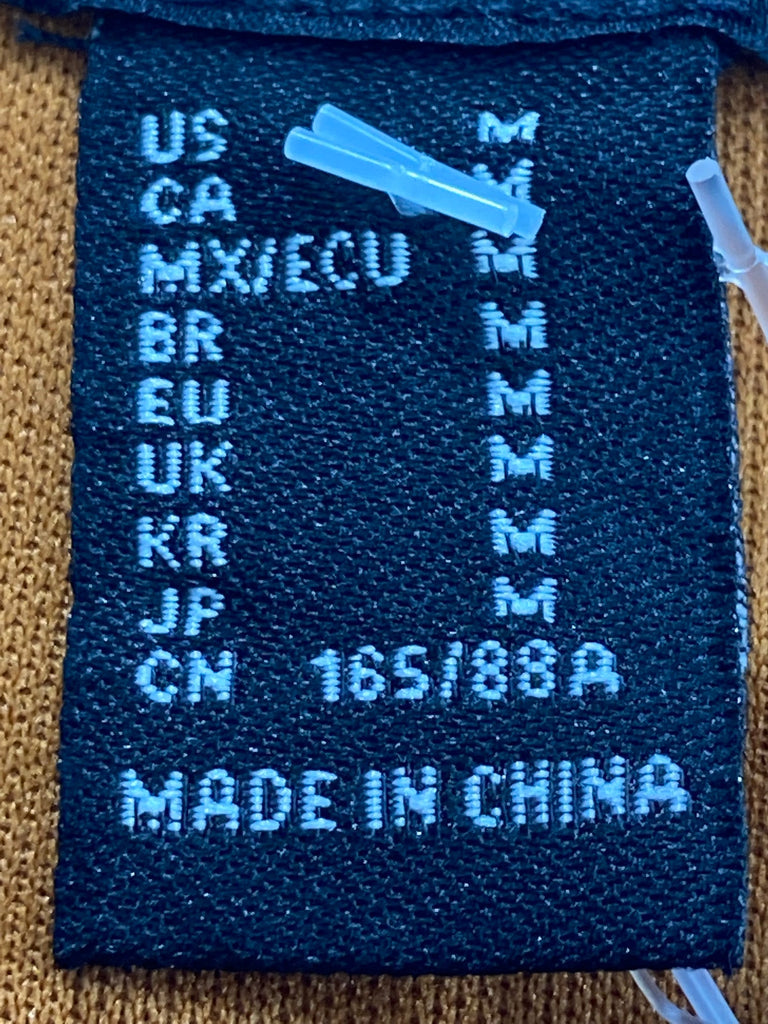 US M
CA M
MX/ECU M
BR M
EU M
UK M
KR M
JP M
CN 165/88A
MADE IN CHINA